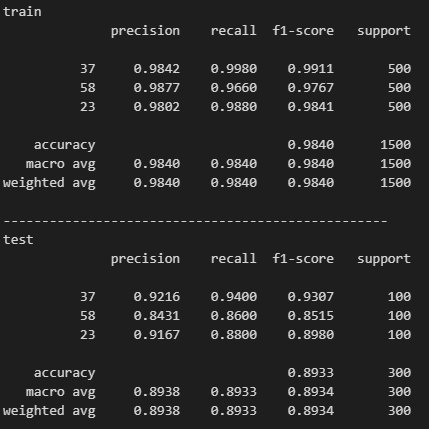 train
precision recall f1-score support
37 0.9842 0.9980 0.9911 500
58 0.9877 0.9660 0.9767 500
23 0.9802 0.9880 0.9841 500
accuracy 0.9840 1500
macro avg 0.9840 0.9840 0.9840 1500
weighted avg 0.9840 0.9840 0.9840 1500
-------------------------------------------------
test
precision recall f1-score support
37 0.9216 0.9400 0.9307 100
58 0.8431 0.8600 0.8515 100
23 0.9167 0.8800 0.8980 100
accuracy 0.8933 300
macro avg 0.8938 0.8933 0.8934 300
weighted avg 0.8938 0.8933 0.8934 300